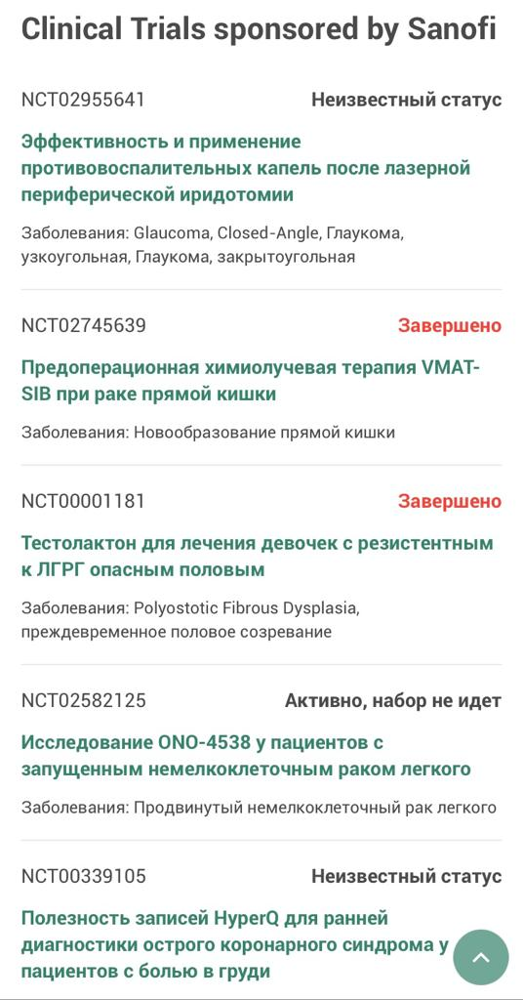 Clinical Trials sponsored by Sanofi
NCT02955641 Неизвестный статус
Эффективность и применение
противовоспалительных капель после лазерной
периферической иридотомии
Заболевания: Glaucoma, Closed-Angle, Глаукома,
узкоугольная, Глаукома, закрытоугольная
NCT02745639 Завершено
Предоперационная химиолучевая терапия VMAT-
SIB при раке прямой кишки
Заболевания: Новообразование прямой кишки
NCT00001181 Завершено
Тестолактон для лечения девочек с резистентным
к ЛГРГ опасным половым
Заболевания: Polyostotic Fibrous Dysplasia,
преждевременное половое созревание
NCT02582125 Активно, набор не идет
Исследование ONO-4538 у пациентов с
запущенным немелкоклеточным раком легкого
Заболевания: Продвинутый немелкоклеточный рак легкого
NCT00339105 Неизвестный статус
Полезность записей HyperQ для ранней
диагностики острого коронарного синдрома у
пациентов с болью в груди